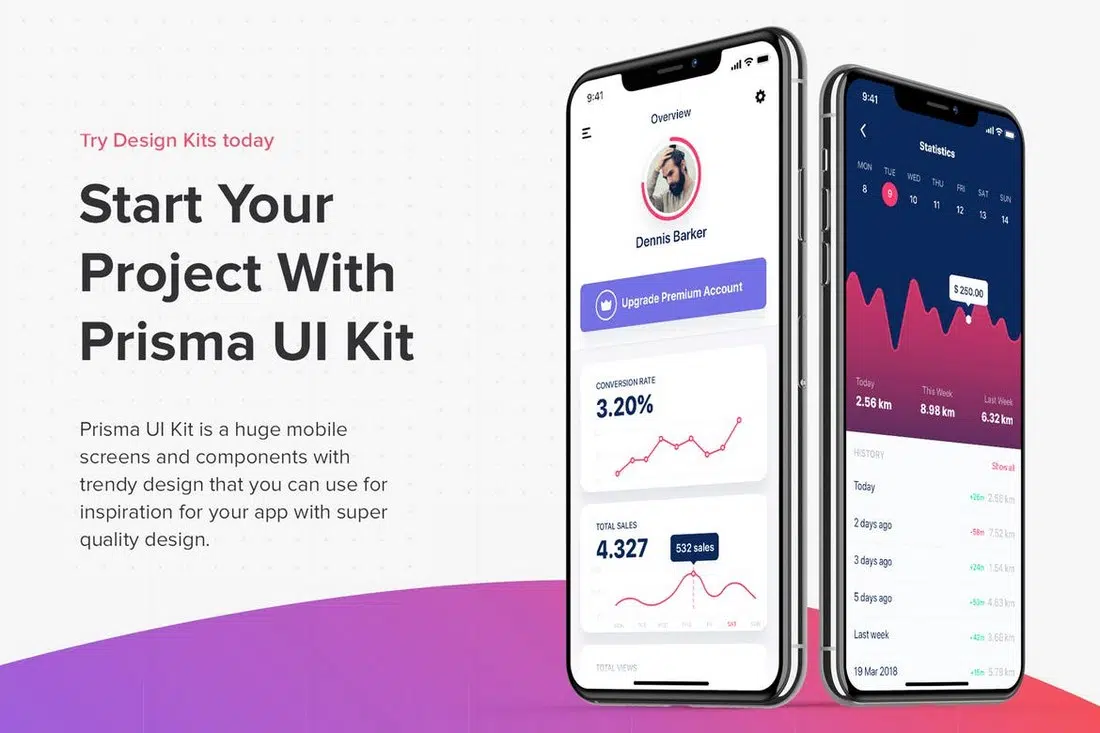 Try Design Kits today
Start Your
Project With
Prisma UI Kit
Prisma UI Kit is a huge mobile
screens and components with
trendy design that you can use for
inspiration for your app with super
quality design.
9:41
Overview
Dennis Barker
Upgrade Premium Account
CONVERSION RATE
3.20%
TOTAL SALES
4.327
532 sales
SAT
SUN
TOTAL VIEWS
9:41
Statistics
MON TUE WED THU FRI SAT SUN
8 9 10 11 12 13 14
$ 250.00
Today This Week Last Week
2.56 km 8.98 km 6.32 km
HISTORY Show all
Today +26m 2.56 km
2 days ago -58m 7.52 km
3 days ago +24m 1.54 km
5 days ago +53m 4.63 km
Last week +42m 3.68 km
19 Mar 2018 +15m 5.79 km